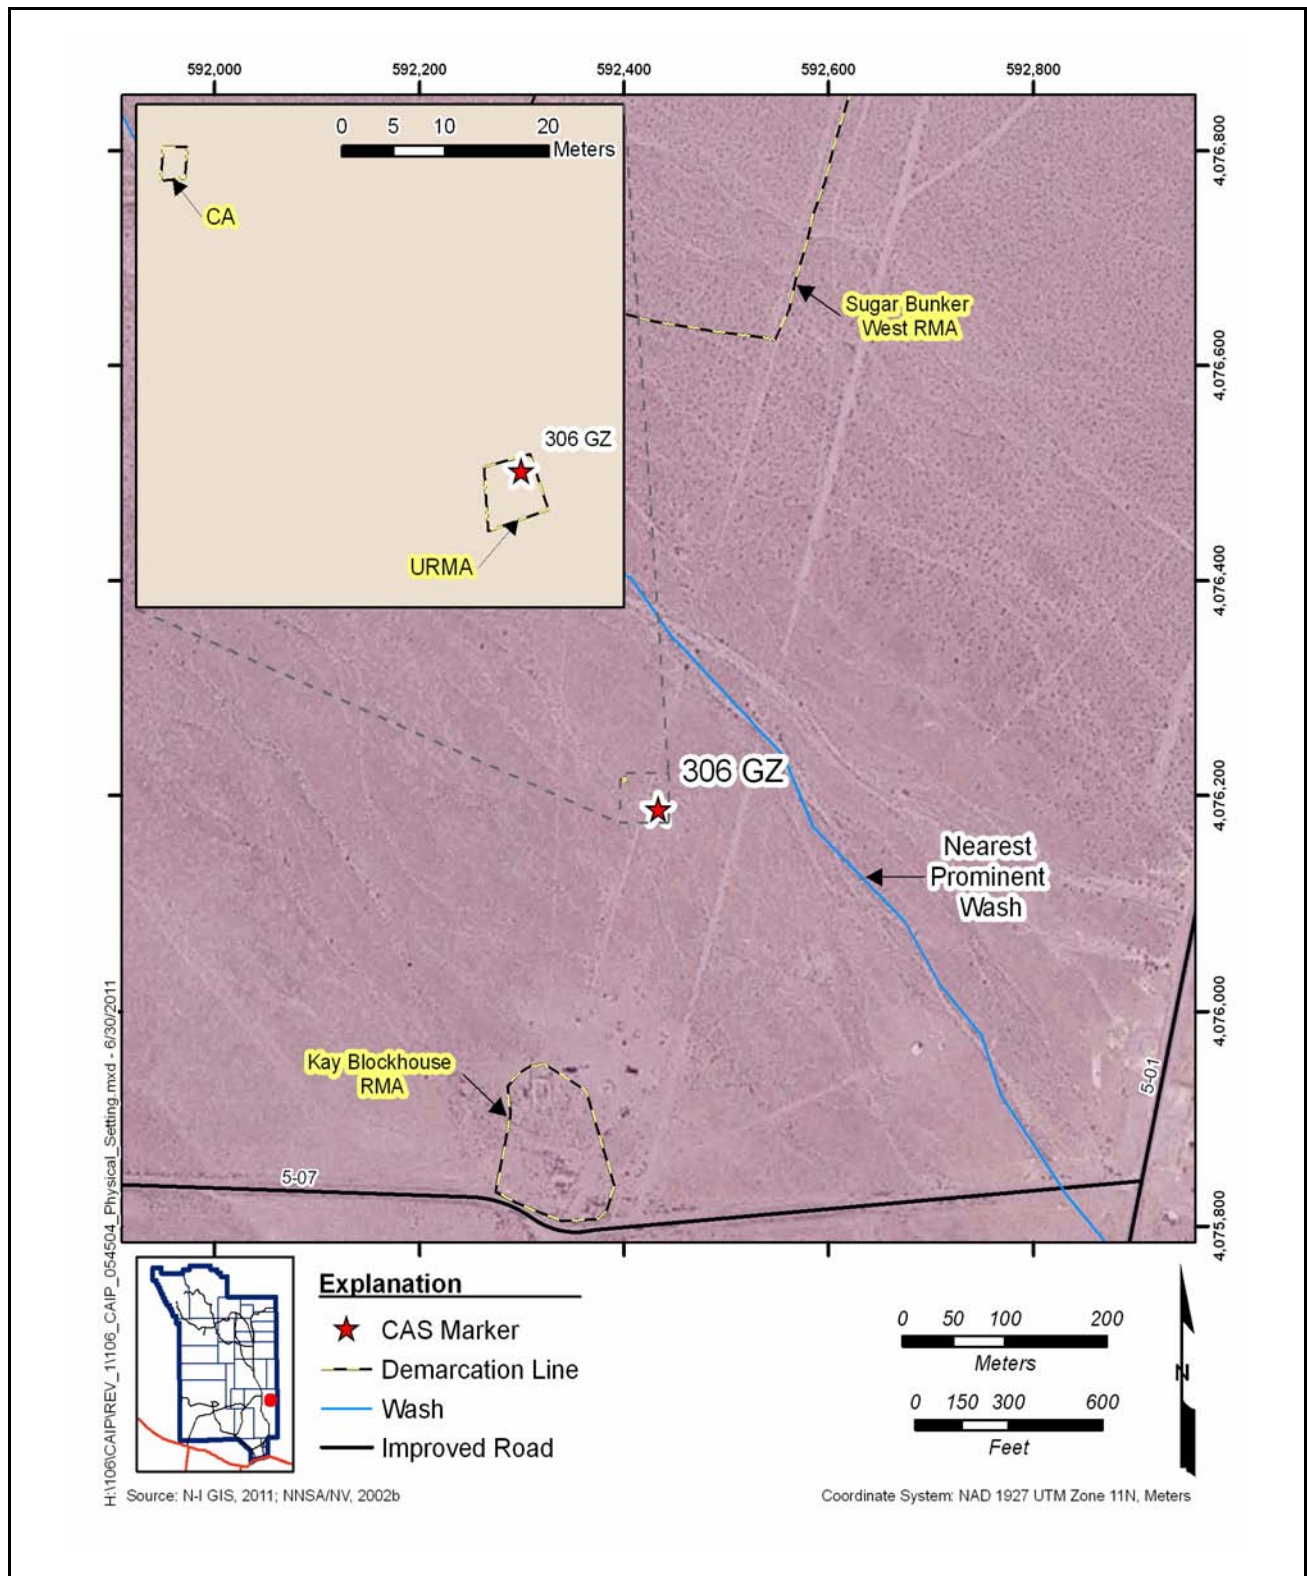 592,000
592,200
592,400
592,600
592,800
0
5
10
20
Meters
CA
306 GZ
URMA
Sugar Bunker
West RMA
4,076,800
4,076,600
4,076,400
4,076,200
4,076,000
4,075,800
306 GZ
Nearest
Prominent
Wash
Kay Blockhouse
RMA
5-07
5-01
H:\106\CAIP\REV_1\106_CAIP_054504_Physical_Setting.mxd - 6/30/2011
Explanation
CAS Marker
Demarcation Line
Wash
Improved Road
0 50 100 200
Meters
0 150 300 600
Feet
N
Source: N-I GIS, 2011; NNSA/NV, 2002b
Coordinate System: NAD 1927 UTM Zone 11N, Meters